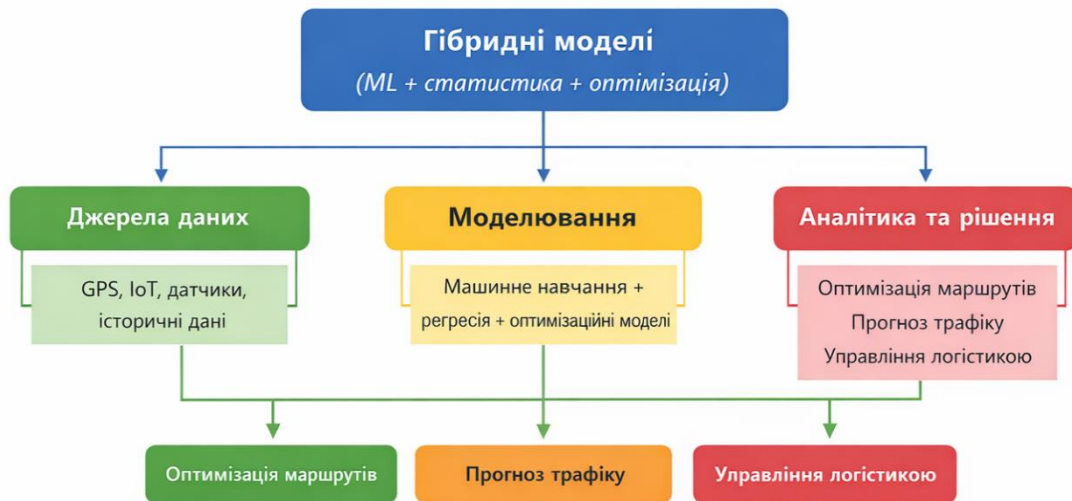 Гібридні моделі
(ML + статистика + оптімізація)
Джерела даних
Моделювання
Аналітика та рішення
GPS, IoT, датчики,
історичні дані
Машинне навчання +
регресія + оптимізаційні моделі
Оптимізація маршрутів
Прогноз трафіку
Управління логістикою
Оптимізація маршрутів
Прогноз трафіку
Управління логістикою